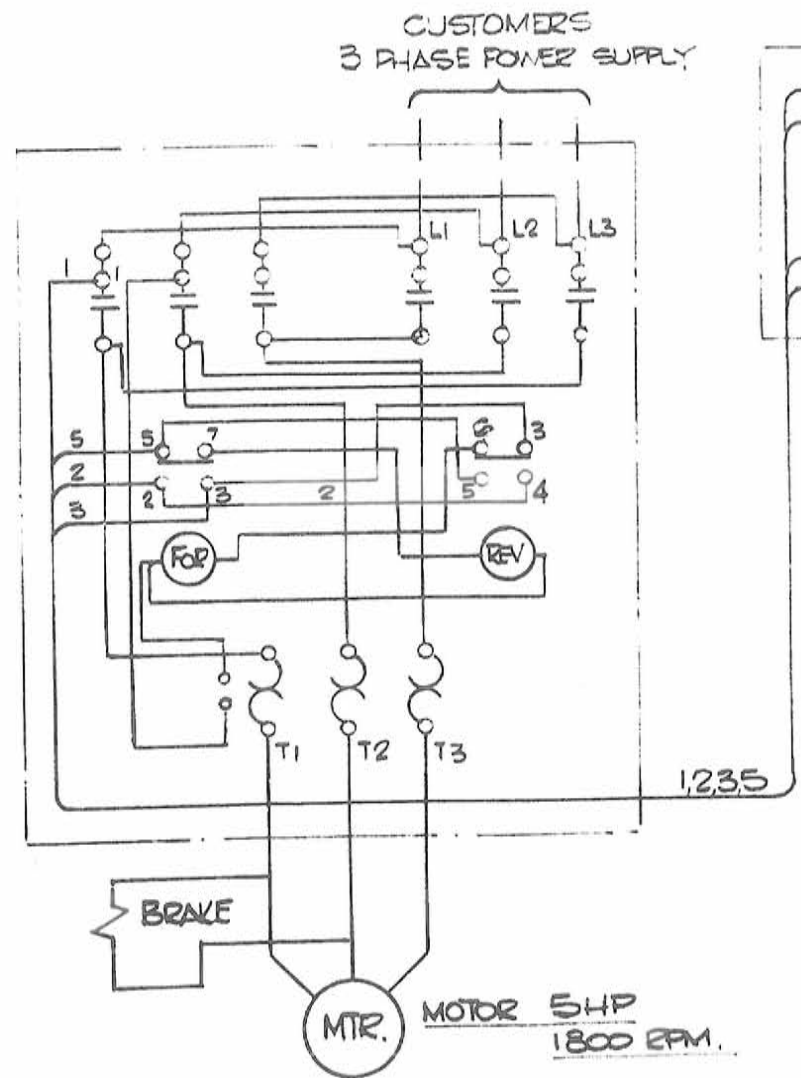 CUSTOMERS
3 PHASE POWER SUPPLY
L1 L2 L3
1 1
5 5 7 6 3
2 2 3 2 5 4
3
FOR REV
T1 T2 T3
1,2,3,5
BRAKE
MTR.
MOTOR 5HP
1800 RPM.